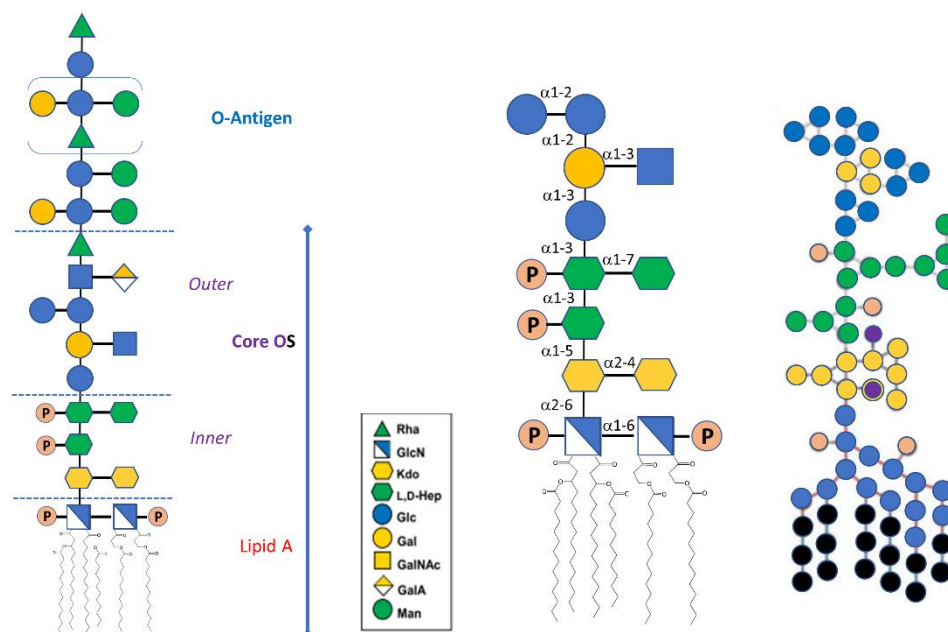 O-Antigen
Outer
Core OS
P
P
Inner
P
P
Lipid A
Rha
GlcN
Kdo
L,D-Hep
Glc
Gal
GalNAc
GalA
Man
α1-2
α1-2
α1-3
α1-3
α1-3
α1-7
P
α1-3
P
α1-5
α2-4
α2-6
P
α1-6
P